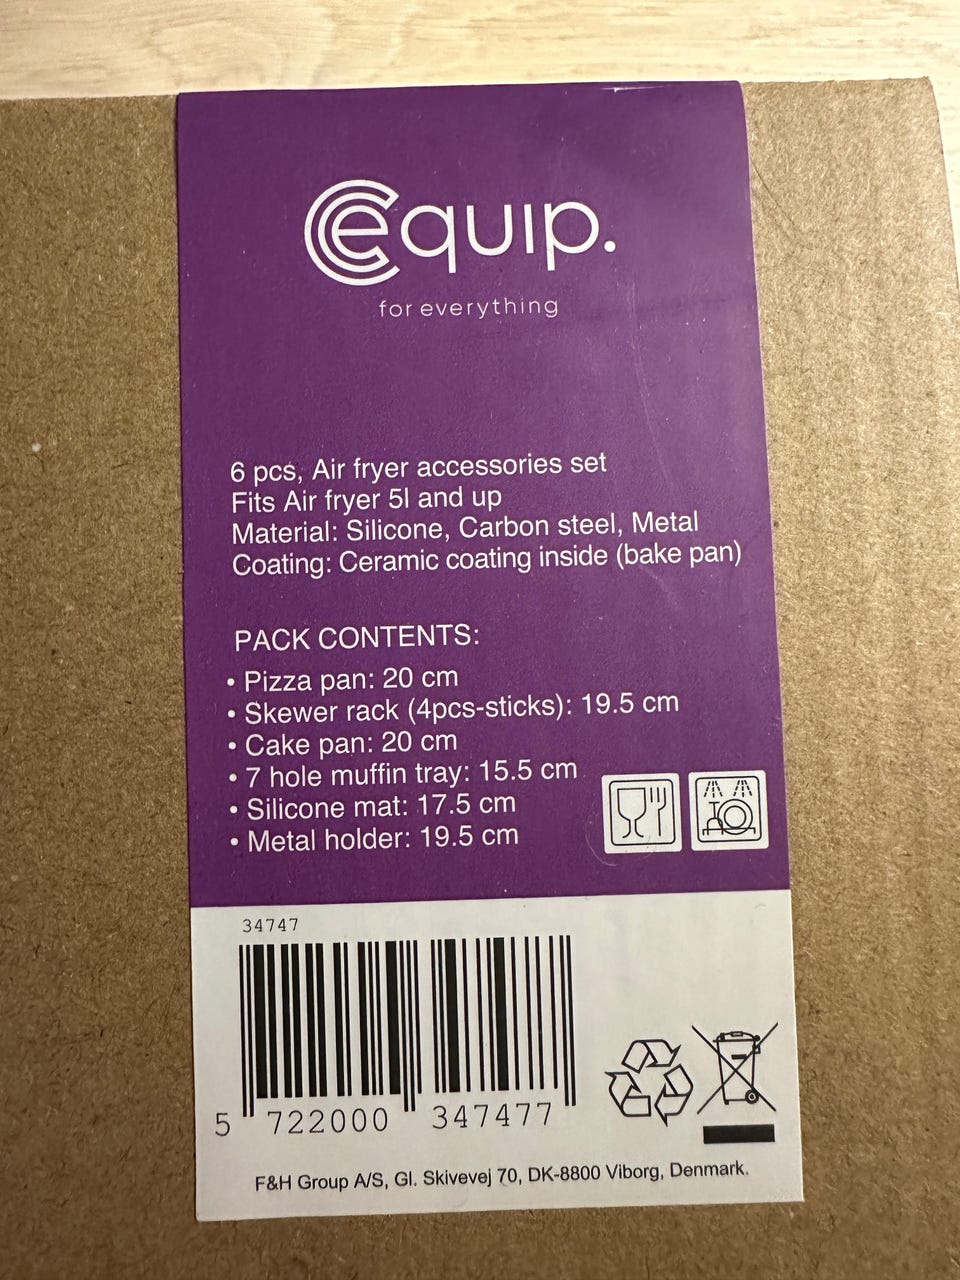 equip.
for everything
6 pcs, Air fryer accessories set
Fits Air fryer 5l and up
Material: Silicone, Carbon steel, Metal
Coating: Ceramic coating inside (bake pan)
PACK CONTENTS:
• Pizza pan: 20 cm
• Skewer rack (4pcs-sticks): 19.5 cm
• Cake pan: 20 cm
• 7 hole muffin tray: 15.5 cm
• Silicone mat: 17.5 cm
• Metal holder: 19.5 cm
34747
5 722000 347477
F&H Group A/S, Gl. Skivevej 70, DK-8800 Viborg, Denmark.